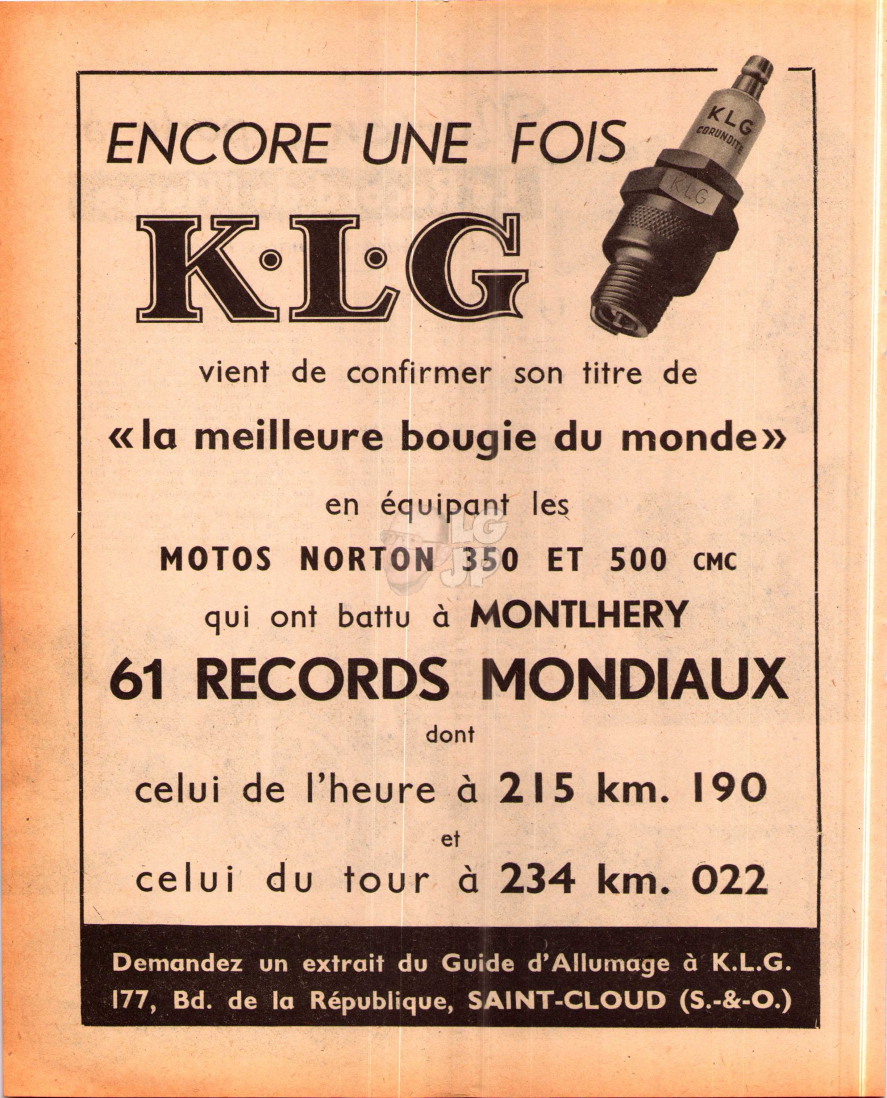 ENCORE UNE FOIS
KLG
CORUNDITE
KLG
K·L·G
vient de confirmer son titre de
«la meilleure bougie du monde»
en équipant les
LG
JP
MOTOS NORTON 350 ET 500 CMC
qui ont battu à MONTLHERY
61 RECORDS MONDIAUX
dont
celui de l'heure à 215 km. 190
et
celui du tour à 234 km. 022
Demandez un extrait du Guide d'Allumage à K.L.G.
177, Bd. de la République, SAINT-CLOUD (S.-&-O.)